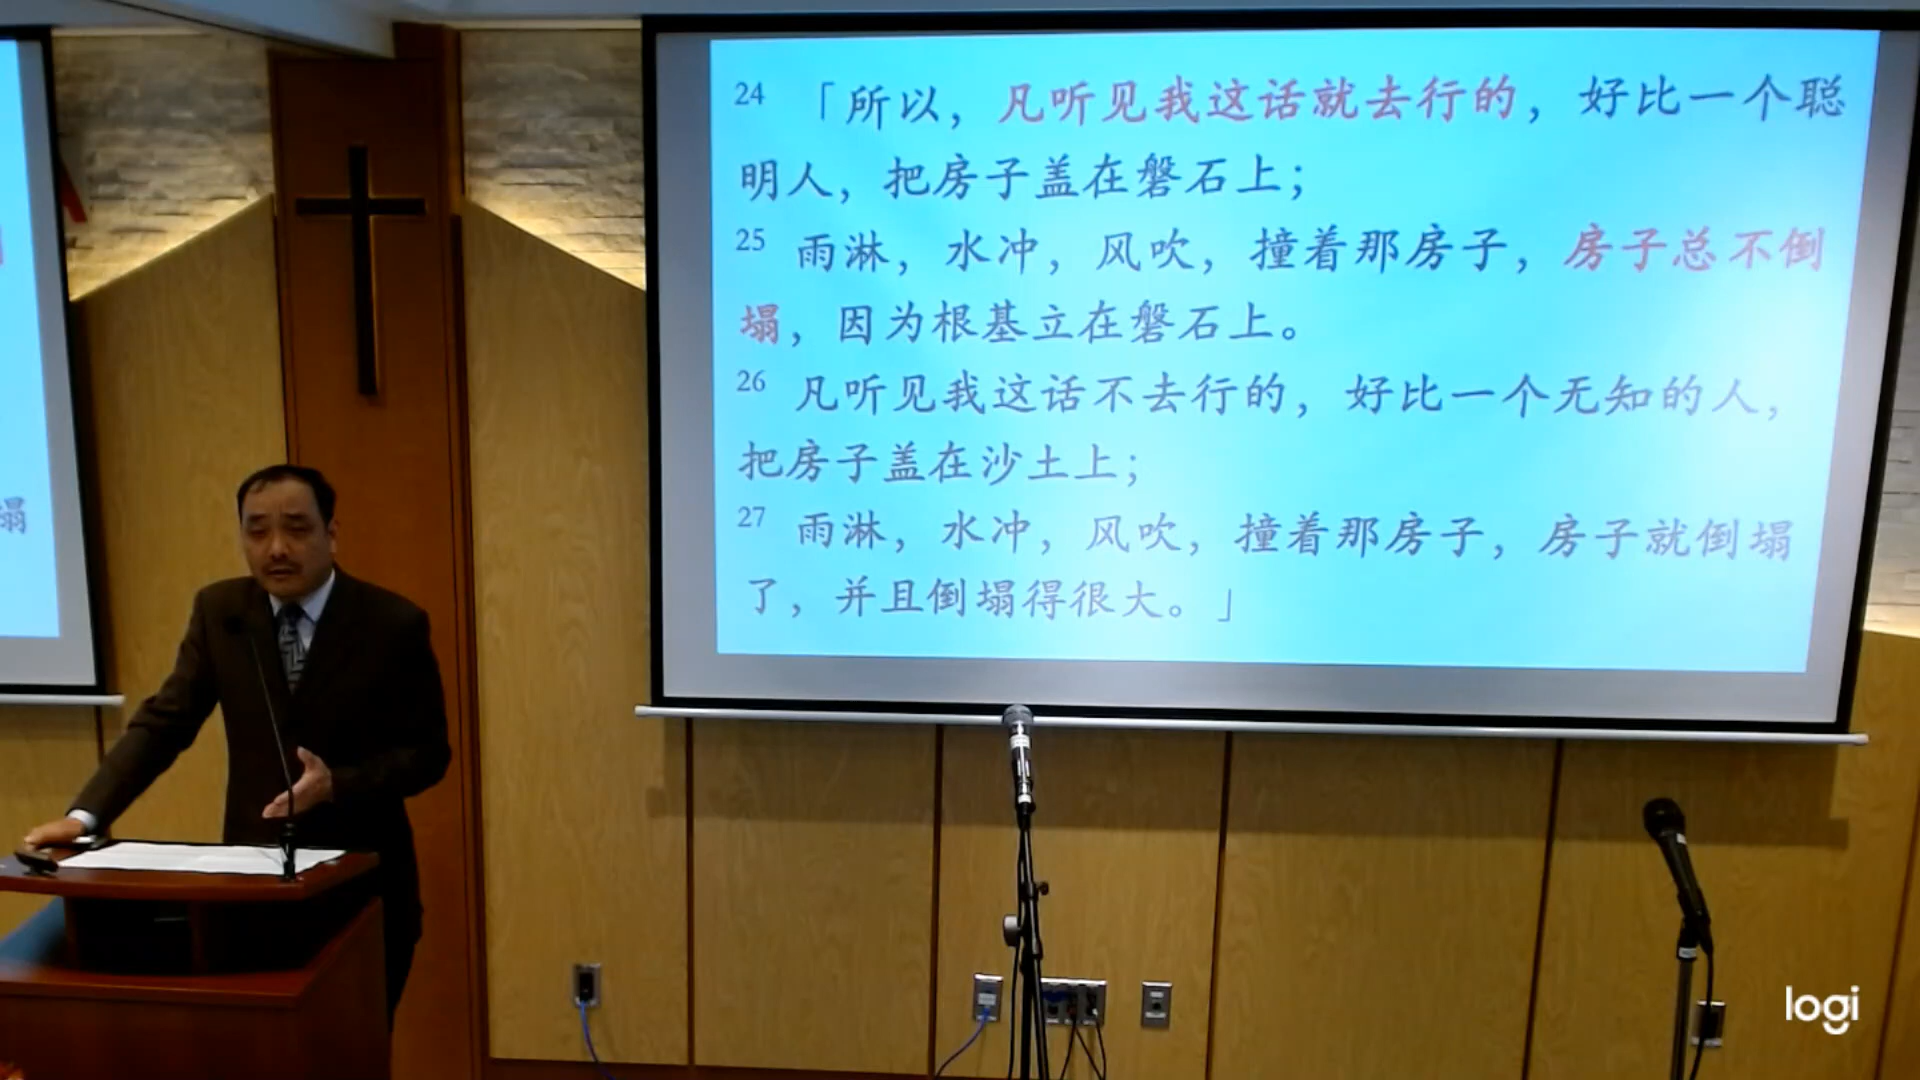 24 「所以，凡听见我这话就去行的，好比一个聪
明人，把房子盖在磐石上；
25 雨淋，水冲，风吹，撞着那房子，房子总不倒
塌，因为根基立在磐石上。
26 凡听见我这话不去行的，好比一个无知的人，
把房子盖在沙土上；
27 雨淋，水冲，风吹，撞着那房子，房子就倒塌
了，并且倒塌得很大。」
塌
logi